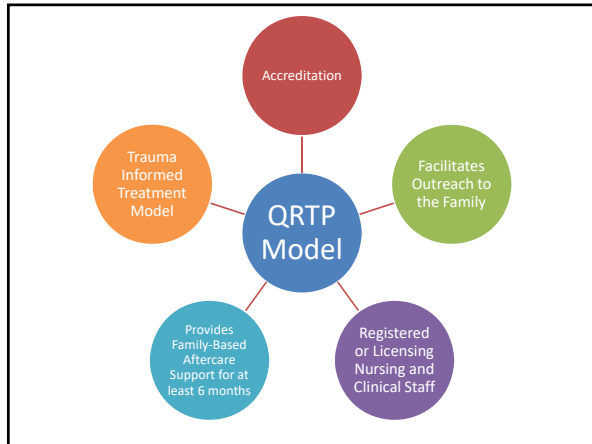 Accreditation
Trauma
Informed
Treatment
Model
Facilitates
Outreach to
the Family
QRTP
Model
Provides
Family-Based
Aftercare
Support for at
least 6 months
Registered
or Licensing
Nursing and
Clinical Staff